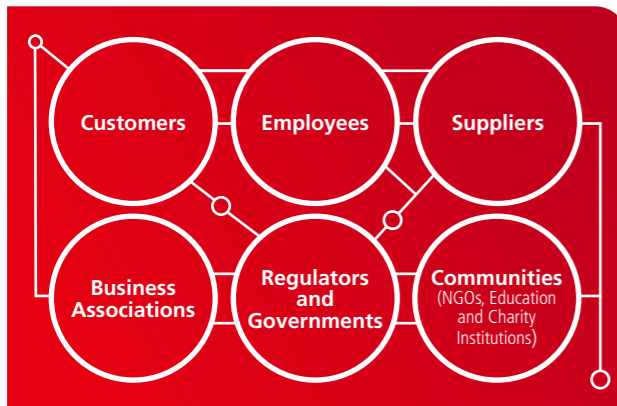 Customers
Employees
Suppliers
Business
Associations
Regulators
and
Governments
Communities
(NGOs, Education
and Charity
Institutions)